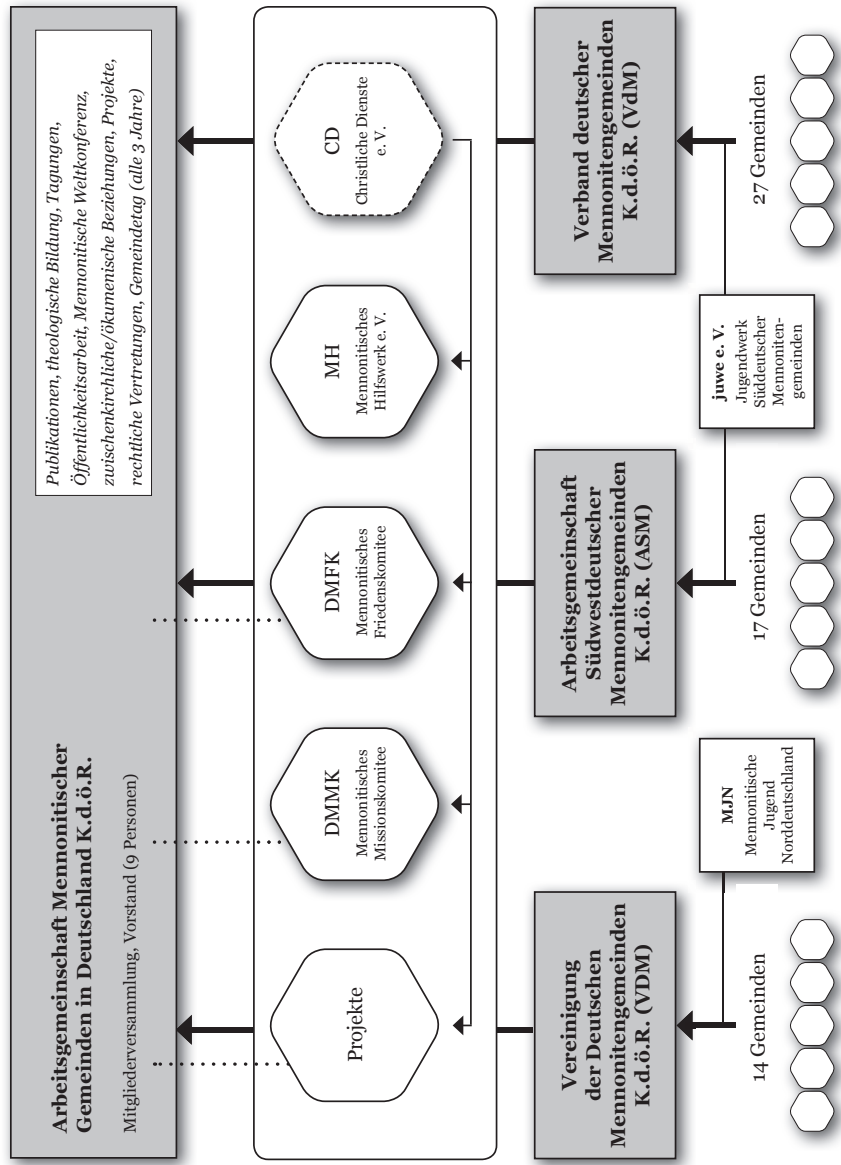 Arbeitsgemeinschaft Mennonitischer
Gemeinden in Deutschland K.d.ö.R.
Mitgliederversammlung, Vorstand (9 Personen)
Publikationen, theologische Bildung, Tagungen,
Öffentlichkeitsarbeit, Mennonitische Weltkonferenz,
zwischenkirchliche/ökumenische Beziehungen, Projekte,
rechtliche Vertretungen, Gemeindetag (alle 3 Jahre)
Projekte
DMMK
Mennonitisches
Missionskomitee
DMFK
Mennonitisches
Friedenskomitee
MH
Mennonitisches
Hilfswerk e. V.
CD
Christliche Dienste
e. V.
Vereinigung
der Deutschen
Mennonitengemeinden
K.d.ö.R. (VDM)
Arbeitsgemeinschaft
Südwestdeutscher
Mennonitengemeinden
K.d.ö.R. (ASM)
Verband deutscher
Mennonitengemeinden
K.d.ö.R. (VdM)
14 Gemeinden
MJN
Mennonitische
Jugend
Norddeutschland
17 Gemeinden
juwe e. V.
Jugendwerk
Süddeutscher
Mennoniten-
gemeinden
27 Gemeinden